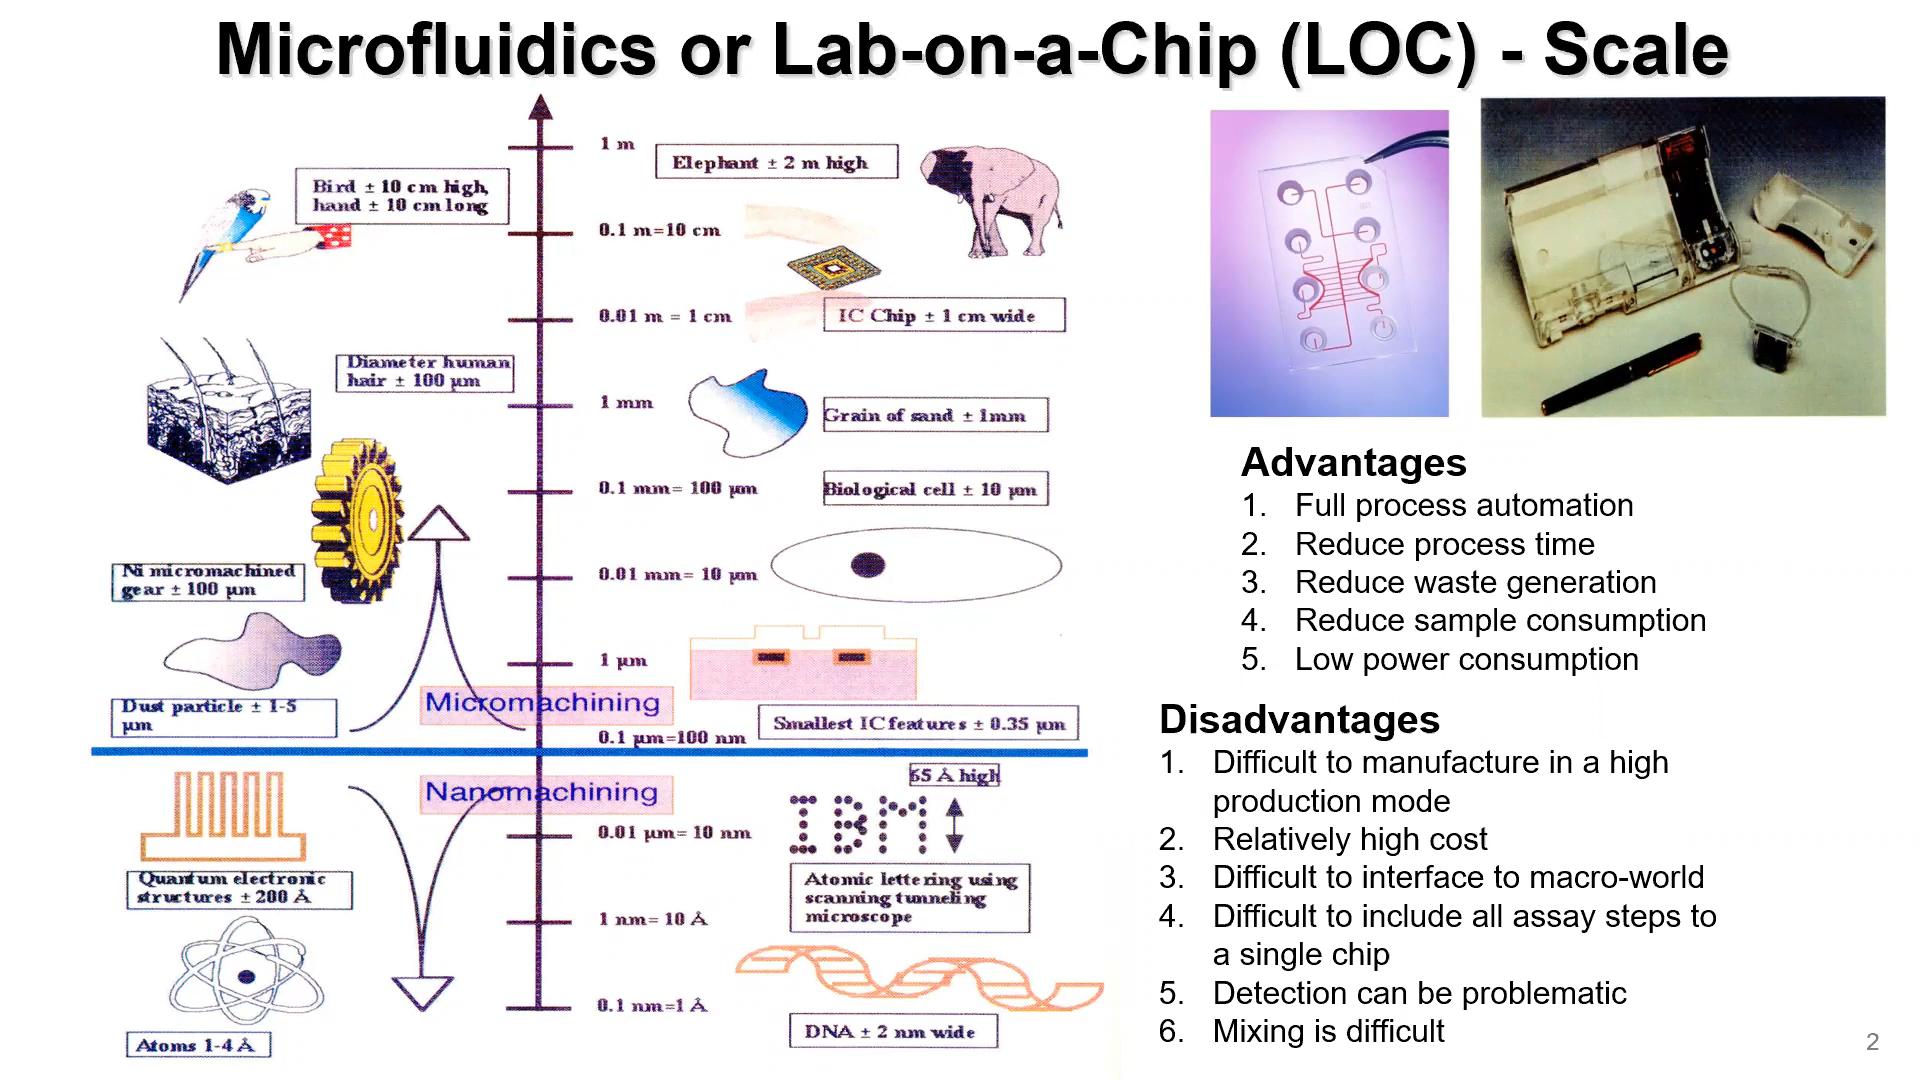 Microfluidics or Lab-on-a-Chip (LOC) - Scale
1 m
Elephant ± 2 m high
Bird ± 10 cm high,
hand ± 10 cm long
0.1 m=10 cm
0.01 m = 1 cm
IC Chip ± 1 cm wide
Diameter human
hair ± 100 µm
1 mm
Grain of sand ± 1mm
0.1 mm= 100 µm
Biological cell ± 10 µm
Ni micromachined
gear ± 100 µm
0.01 mm= 10 µm
1 µm
Dust particle ± 1-5
µm
Micromachining
Smallest IC features ± 0.35 µm
0.1 µm=100 nm
65 Å high
Nanomachining
IBM
0.01 µm= 10 nm
Quantum electronic
structures ± 200 Å
Atomic lettering using
scanning tunneling
microscope
1 nm= 10 Å
0.1 nm=1 Å
DNA ± 2 nm wide
Atoms 1-4 Å
Advantages
1. Full process automation
2. Reduce process time
3. Reduce waste generation
4. Reduce sample consumption
5. Low power consumption
Disadvantages
1. Difficult to manufacture in a high
production mode
2. Relatively high cost
3. Difficult to interface to macro-world
4. Difficult to include all assay steps to
a single chip
5. Detection can be problematic
6. Mixing is difficult
2